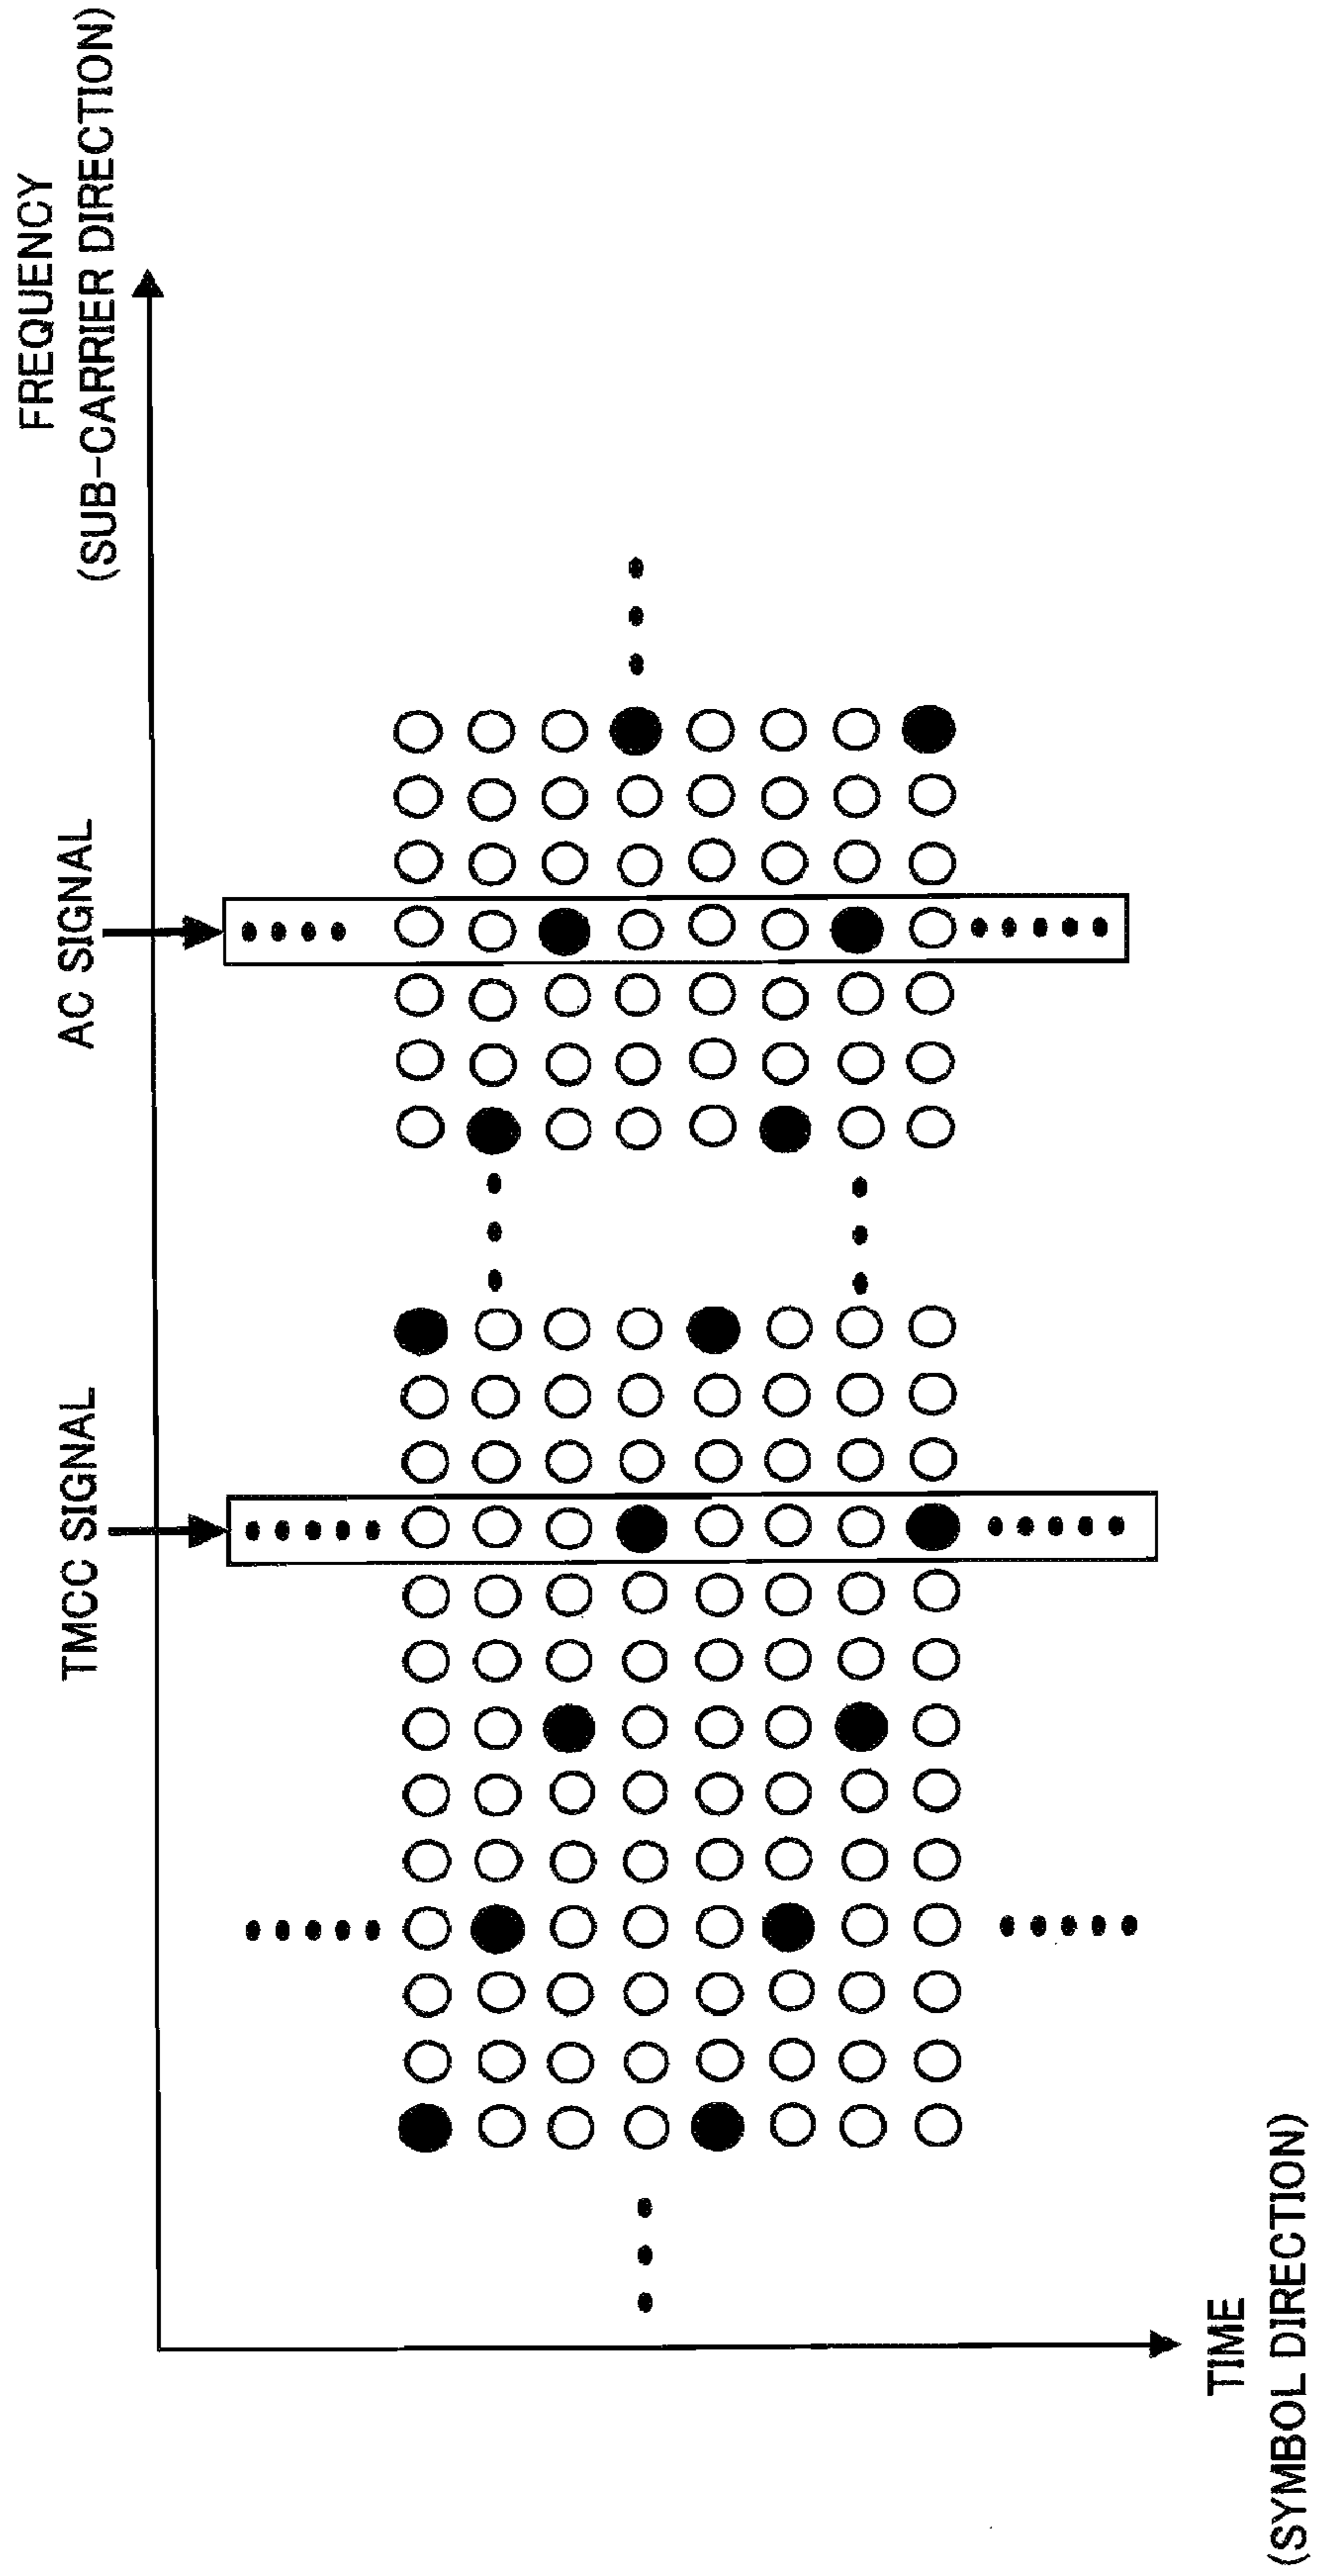 FREQUENCY
(SUB-CARRIER DIRECTION)
AC SIGNAL
TMCC SIGNAL
TIME
(SYMBOL DIRECTION)